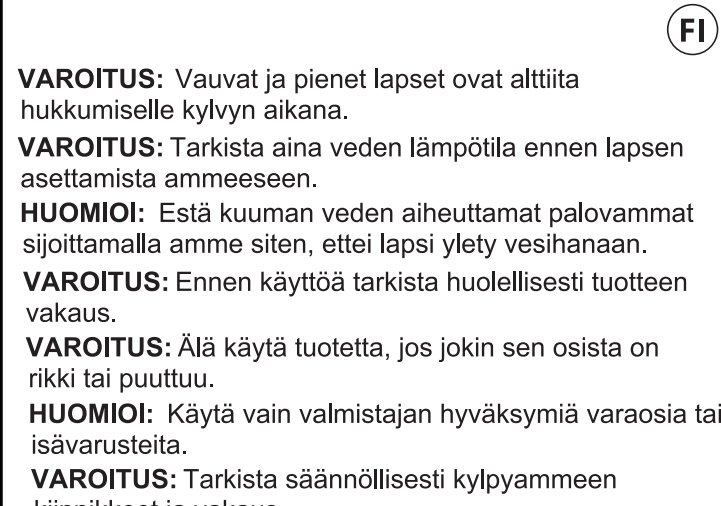 FI
VAROITUS: Vauvat ja pienet lapset ovat alttiita
hukkumiselle kylvyn aikana.
VAROITUS: Tarkista aina veden lämpötila ennen lapsen
asettamista ammeeseen.
HUOMIOI: Estä kuuman veden aiheuttamat palovammat
sijoittamalla amme siten, ettei lapsi ylety vesihanaan.
VAROITUS: Ennen käyttöä tarkista huolellisesti tuotteen
vakaus.
VAROITUS: Älä käytä tuotetta, jos jokin sen osista on
rikki tai puuttuu.
HUOMIOI: Käytä vain valmistajan hyväksymiä varaosia tai
isävarusteita.
VAROITUS: Tarkista säännöllisesti kylpyammeen